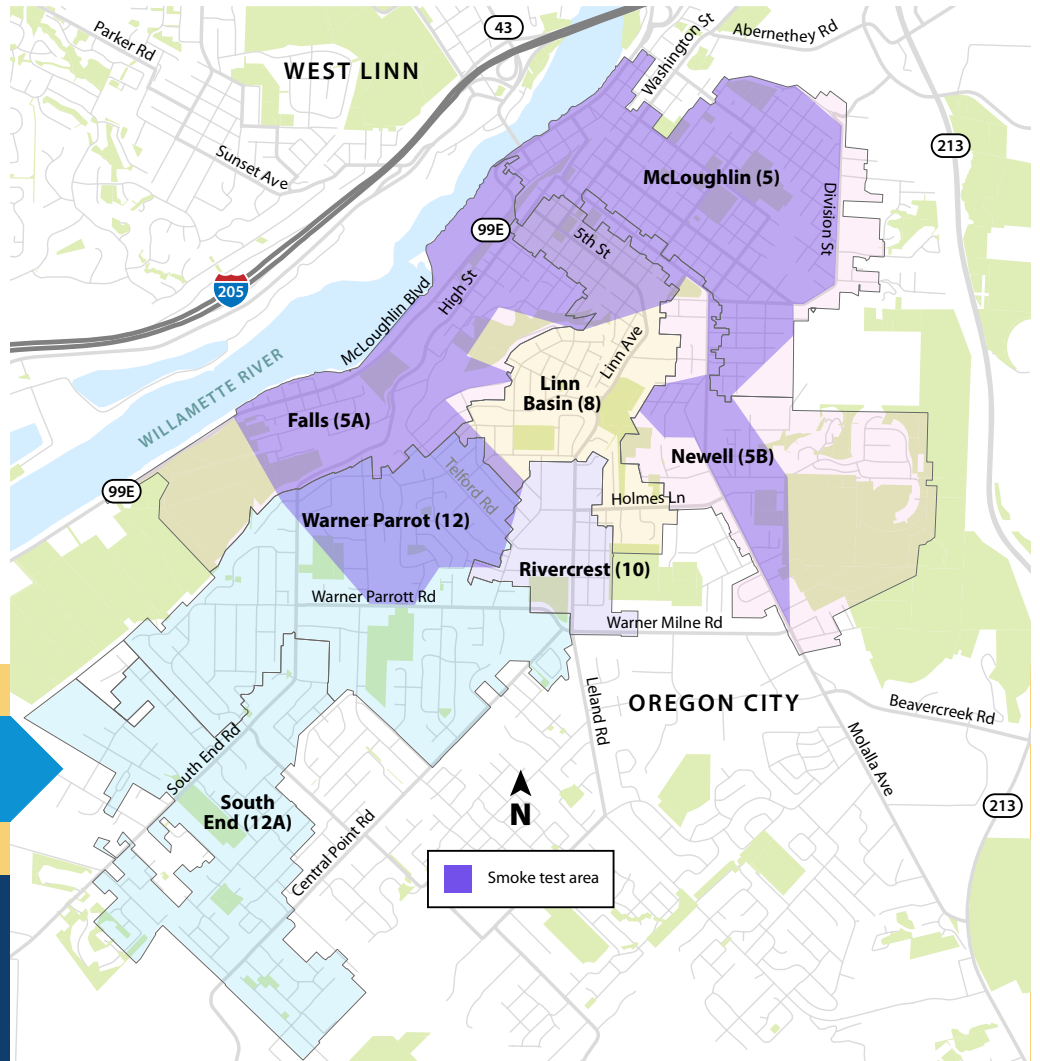 43
Parker Rd
Washington St
Abernethey Rd
WEST LINN
213
Sunset Ave
McLoughlin (5)
Division St
99E
5th St
205
High St
McLoughlin Blvd
WILLAMETTE RIVER
Linn Ave
Linn
Basin (8)
Falls (5A)
Newell (5B)
Telford Rd
99E
Holmes Ln
Warner Parrot (12)
Rivercrest (10)
Warner Parrott Rd
Warner Milne Rd
Leland Rd
OREGON CITY
Beavercreek Rd
Molalla Ave
South End Rd
N
213
South
End (12A)
Central Point Rd
Smoke test area